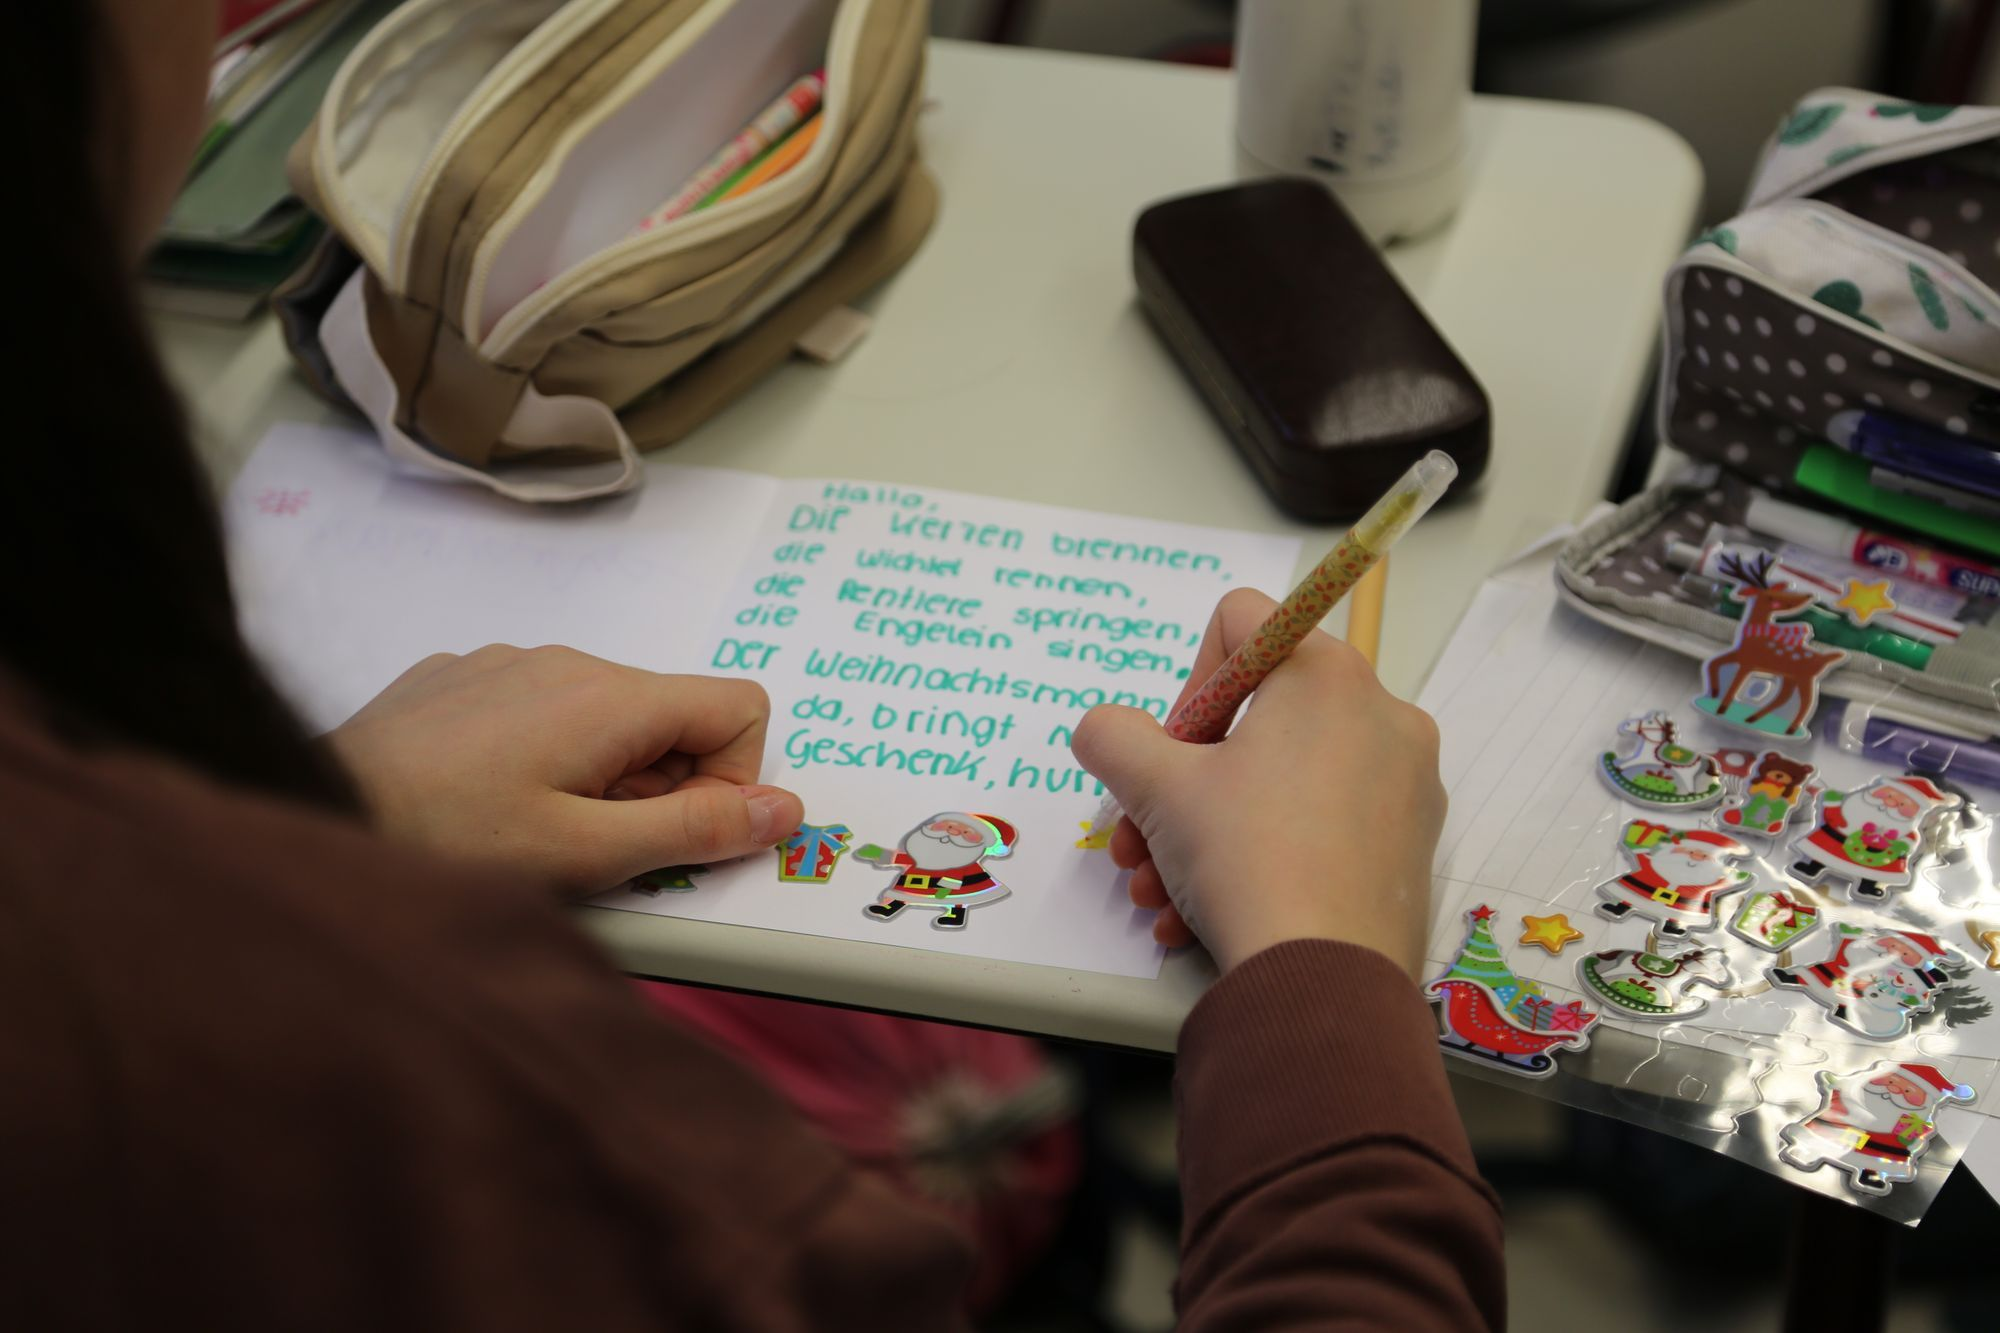 Hallo,
Die Kerzen brennen,
die Wichtel rennen,
die Rentiere springen,
die Engelein singen.
Der Weihnachtsmann
da, bringt
Geschenk,